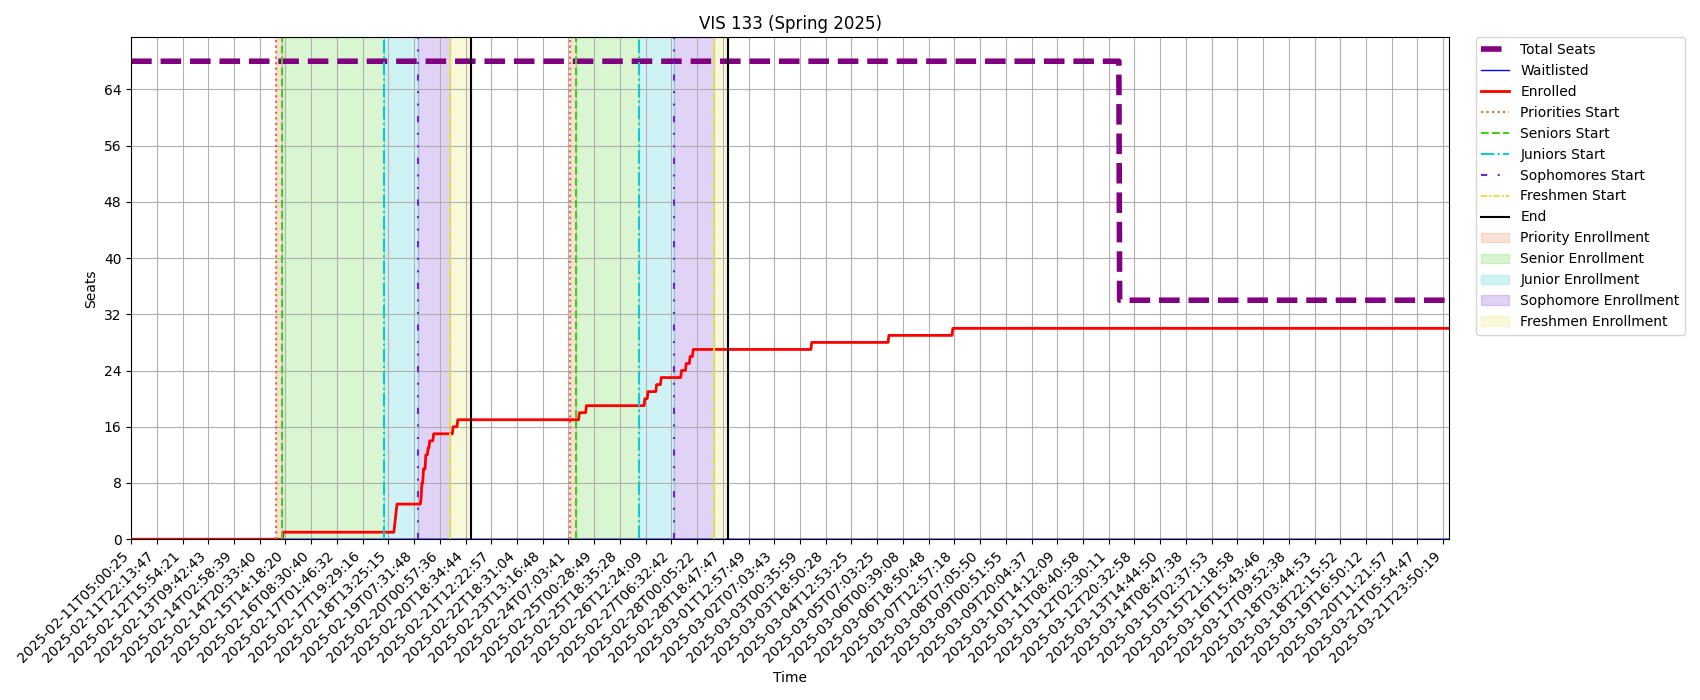 VIS 133 (Spring 2025)
Total Seats
Waitlisted
Enrolled
Priorities Start
Seniors Start
Juniors Start
Sophomores Start
Freshmen Start
End
Priority Enrollment
Senior Enrollment
Junior Enrollment
Sophomore Enrollment
Freshmen Enrollment
Seats
64
56
48
40
32
24
16
8
0
2025-02-11T05:00:25
2025-02-11T22:13:47
2025-02-12T15:54:21
2025-02-13T09:42:43
2025-02-14T02:58:39
2025-02-14T20:33:40
2025-02-15T14:18:20
2025-02-16T08:30:40
2025-02-17T01:46:32
2025-02-17T19:29:16
2025-02-18T13:25:15
2025-02-19T07:31:48
2025-02-20T00:57:36
2025-02-20T18:34:44
2025-02-21T12:22:57
2025-02-22T18:31:04
2025-02-23T13:16:48
2025-02-24T07:03:41
2025-02-25T00:28:49
2025-02-25T18:35:28
2025-02-26T12:24:09
2025-02-27T06:32:42
2025-02-28T00:05:22
2025-02-28T18:47:47
2025-03-01T12:57:49
2025-03-02T07:03:43
2025-03-03T00:35:59
2025-03-03T18:50:28
2025-03-04T12:53:25
2025-03-05T07:03:25
2025-03-06T00:39:08
2025-03-06T18:50:48
2025-03-07T12:57:18
2025-03-08T07:05:50
2025-03-09T00:51:55
2025-03-09T20:04:37
2025-03-10T14:12:09
2025-03-11T08:40:58
2025-03-12T02:30:11
2025-03-12T20:32:58
2025-03-13T14:44:50
2025-03-14T08:47:38
2025-03-15T02:37:53
2025-03-15T21:18:58
2025-03-16T15:43:46
2025-03-17T09:52:38
2025-03-18T03:44:53
2025-03-18T22:15:52
2025-03-19T16:50:12
2025-03-20T11:21:57
2025-03-21T05:54:47
2025-03-21T23:50:19
Time